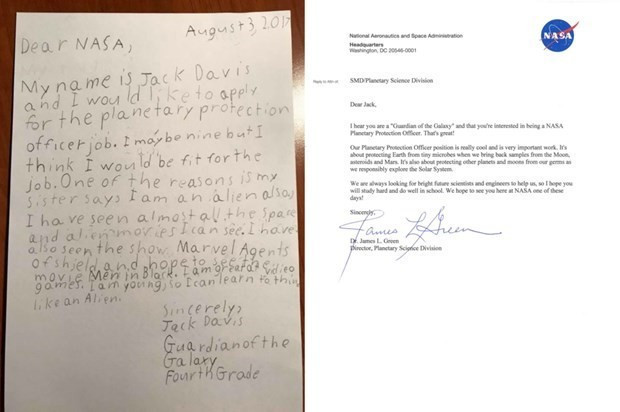 August 3, 2017
Dear NASA,
My name is Jack Davis
and I would like to apply
for the planetary protection
officer job. I may be nine but I
think I would be fit for the
job. One of the reasons is my
sister says I am an alien also
I have seen almost all the space
and alien movies I can see. I have
also seen the show Marvel Agents
of Shield and hope to see the
movie Men in Black. I am great at video
games. I am young, so I can learn to think
like an Alien.
Sincerely,
Jack Davis
Guardian of the
Galaxy
Fourth Grade
National Aeronautics and Space Administration
Headquarters
Washington, DC 20546-0001
NASA
Reply to Attn of:
SMD/Planetary Science Division
Dear Jack,
I hear you are a "Guardian of the Galaxy" and that you're interested in being a NASA
Planetary Protection Officer. That's great!
Our Planetary Protection Officer position is really cool and is very important work. It's
about protecting Earth from tiny microbes when we bring back samples from the Moon,
asteroids and Mars. It's also about protecting other planets and moons from our germs as
we responsibly explore the Solar System.
We are always looking for bright future scientists and engineers to help us, so I hope you
will study hard and do well in school. We hope to see you here at NASA one of these
days!
Sincerely,
James L Green
Dr. James L. Green
Director, Planetary Science Division